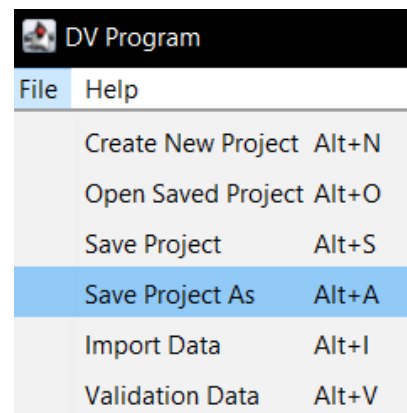 DV Program
File Help
Create New Project Alt+N
Open Saved Project Alt+O
Save Project Alt+S
Save Project As Alt+A
Import Data Alt+I
Validation Data Alt+V